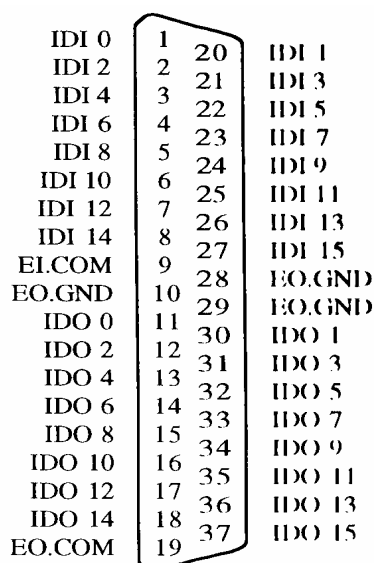 IDI 0 1 20 IDI 1
IDI 2 2 21 IDI 3
IDI 4 3 22 IDI 5
IDI 6 4 23 IDI 7
IDI 8 5 24 IDI 9
IDI 10 6 25 IDI 11
IDI 12 7 26 IDI 13
IDI 14 8 27 IDI 15
EI.COM 9 28 EO.GND
EO.GND 10 29 EO.GND
IDO 0 11 30 IDO 1
IDO 2 12 31 IDO 3
IDO 4 13 32 IDO 5
IDO 6 14 33 IDO 7
IDO 8 15 34 IDO 9
IDO 10 16 35 IDO 11
IDO 12 17 36 IDO 13
IDO 14 18 37 IDO 15
EO.COM 19